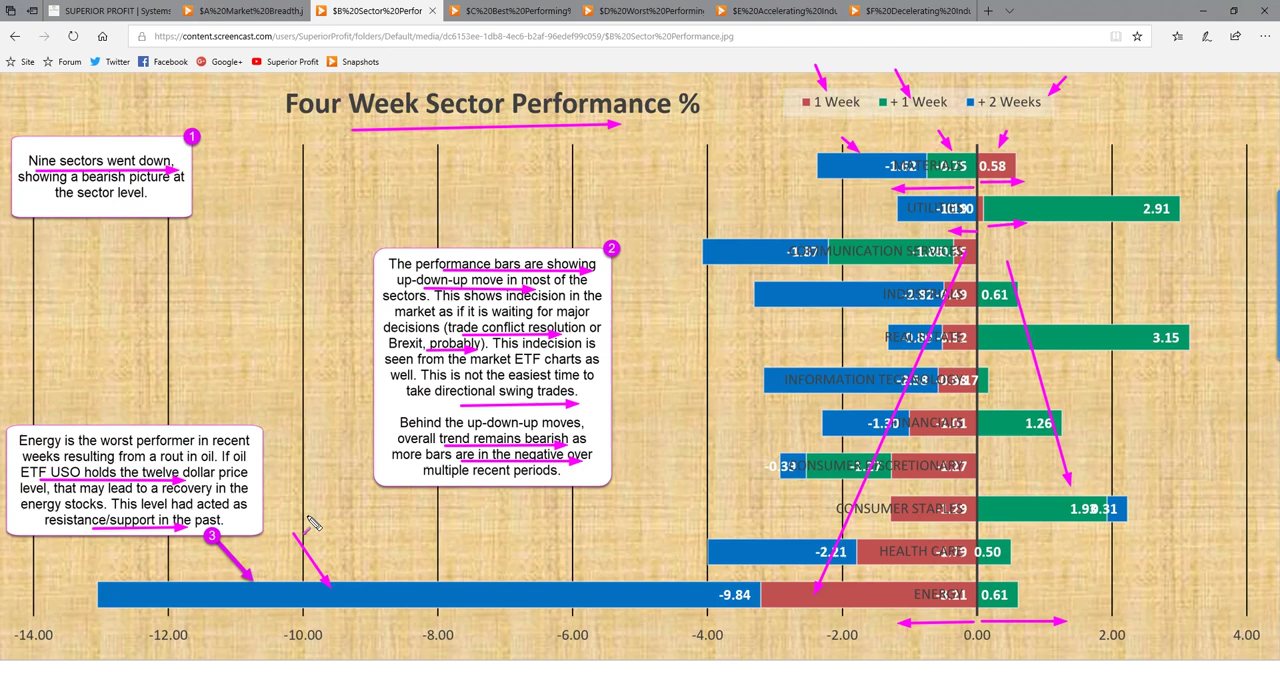 SUPERIOR PROFIT | Systems
$A%20Market%20Breadth.j
$B%20Sector%20Perfor
$C%20Best%20Performing%
$D%20Worst%20Performin
$E%20Accelerating%20Indu
$F%20Decelerating%20Indu
https://content.screencast.com/users/SuperiorProfit/folders/Default/media/dc6153ee-1db8-4ec6-b2af-96edef99c059/$B%20Sector%20Performance.jpg
Site Forum Twitter Facebook Google+ Superior Profit Snapshots
Four Week Sector Performance %
1 Week + 1 Week + 2 Weeks
1
Nine sectors went down,
showing a bearish picture at
the sector level.
2
The performance bars are showing
up-down-up move in most of the
sectors. This shows indecision in the
market as if it is waiting for major
decisions (trade conflict resolution or
Brexit, probably). This indecision is
seen from the market ETF charts as
well. This is not the easiest time to
take directional swing trades.
Behind the up-down-up moves,
overall trend remains bearish as
more bars are in the negative over
multiple recent periods.
Energy is the worst performer in recent
weeks resulting from a rout in oil. If oil
ETF USO holds the twelve dollar price
level, that may lead to a recovery in the
energy stocks. This level had acted as
resistance/support in the past.
3
0.58
2.91
COMMUNICATION SERVICES
0.61
3.15
INFORMATION TECHNOLOGY
1.26
CONSUMER DISCRETIONARY
CONSUMER STAPLES
-2.21 HEALTH CARE 0.50
-9.84 ENERGY 0.61
-14.00 -12.00 -10.00 -8.00 -6.00 -4.00 -2.00 0.00 2.00 4.00